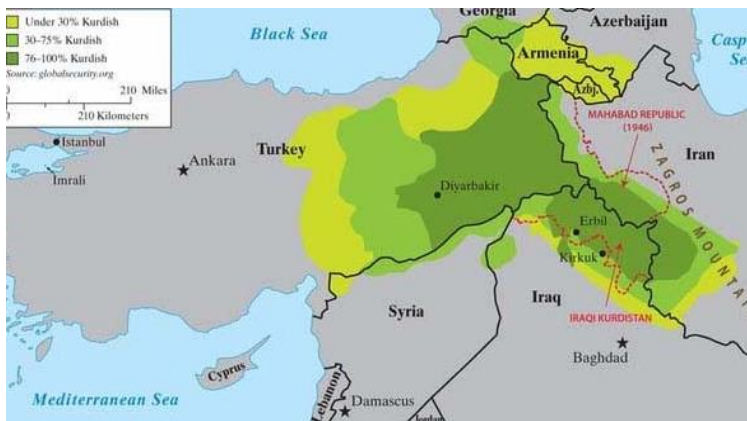 Under 30% Kurdish
30–75% Kurdish
76–100% Kurdish
Source: globalsecurity.org
0 210 Miles
0 210 Kilometers
Black Sea
Georgia
Azerbaijan
Armenia
Azbj.
MAHABAD REPUBLIC
(1946)
Istanbul
Imrali
Ankara
Turkey
Diyarbakir
Iran
ZAGROS
Erbil
Kirkuk
Syria
Iraq
IRAQI KURDISTAN
Baghdad
Cyprus
Mediterranean Sea
Lebanon
Damascus
Jordan